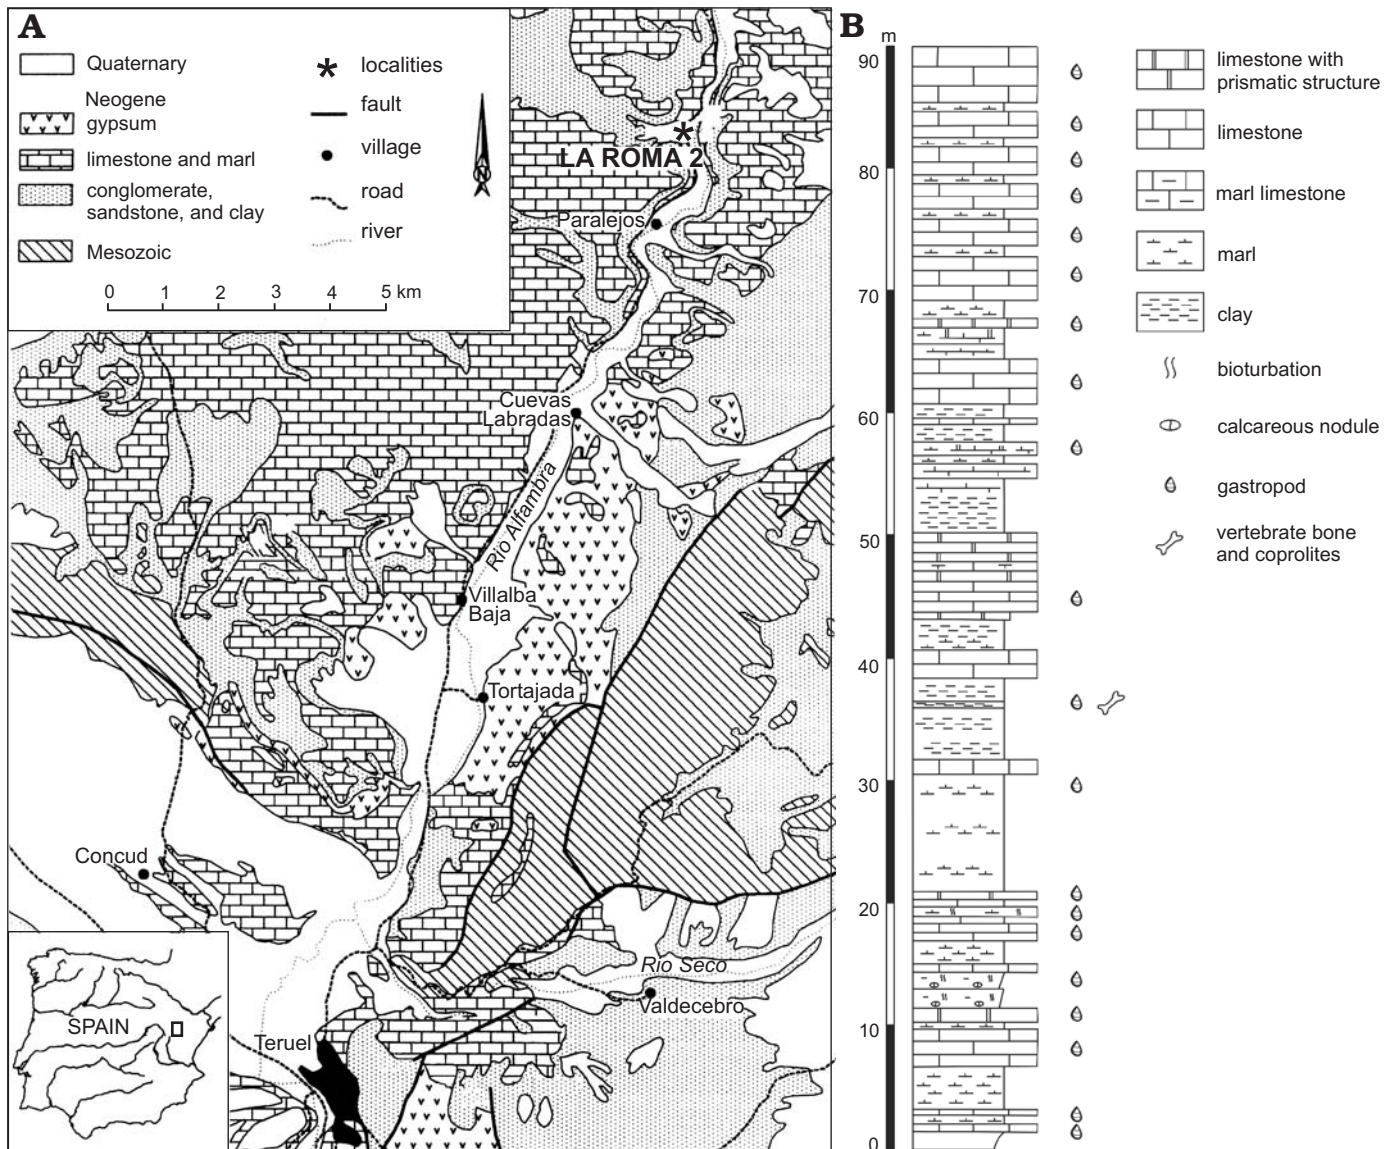 A
Quaternary
Neogene
gypsum
limestone and marl
conglomerate,
sandstone, and clay
Mesozoic
localities
fault
village
road
river
N
0 1 2 3 4 5 km
LA ROMA 2
Paralejos
Cuevas
Labradas
Rio Alfambra
Villalba
Baja
Tortajada
Concud
Rio Seco
Valdecebro
Teruel
SPAIN
B
m
90
80
70
60
50
40
30
20
10
0
limestone with
prismatic structure
limestone
marl limestone
marl
clay
bioturbation
calcareous nodule
gastropod
vertebrate bone
and coprolites